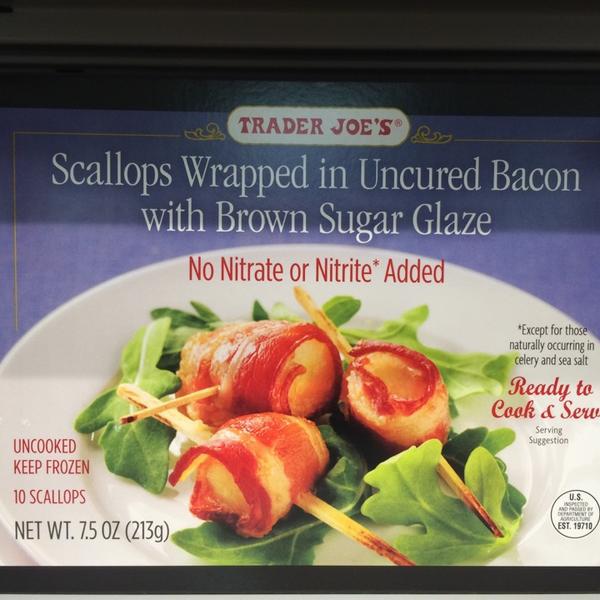 TRADER JOE'S®
Scallops Wrapped in Uncured Bacon
with Brown Sugar Glaze
No Nitrate or Nitrite* Added
*Except for those
naturally occurring in
celery and sea salt
Ready to
Cook & Serv
Serving
Suggestion
UNCOOKED
KEEP FROZEN
10 SCALLOPS
NET WT. 7.5 OZ (213g)
U.S.
INSPECTED
AND PASSED BY
DEPARTMENT OF
AGRICULTURE
EST. 19710